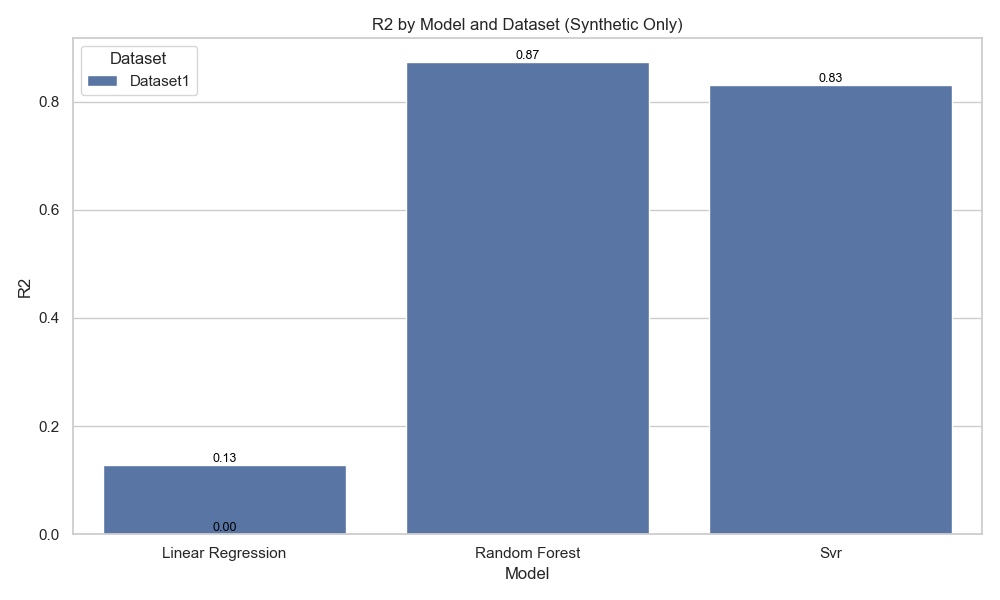 R2 by Model and Dataset (Synthetic Only)
Dataset
Dataset1
0.87
0.83
0.8
0.6
R2
0.4
0.2
0.13
0.00
0.0
Linear Regression
Random Forest
Svr
Model